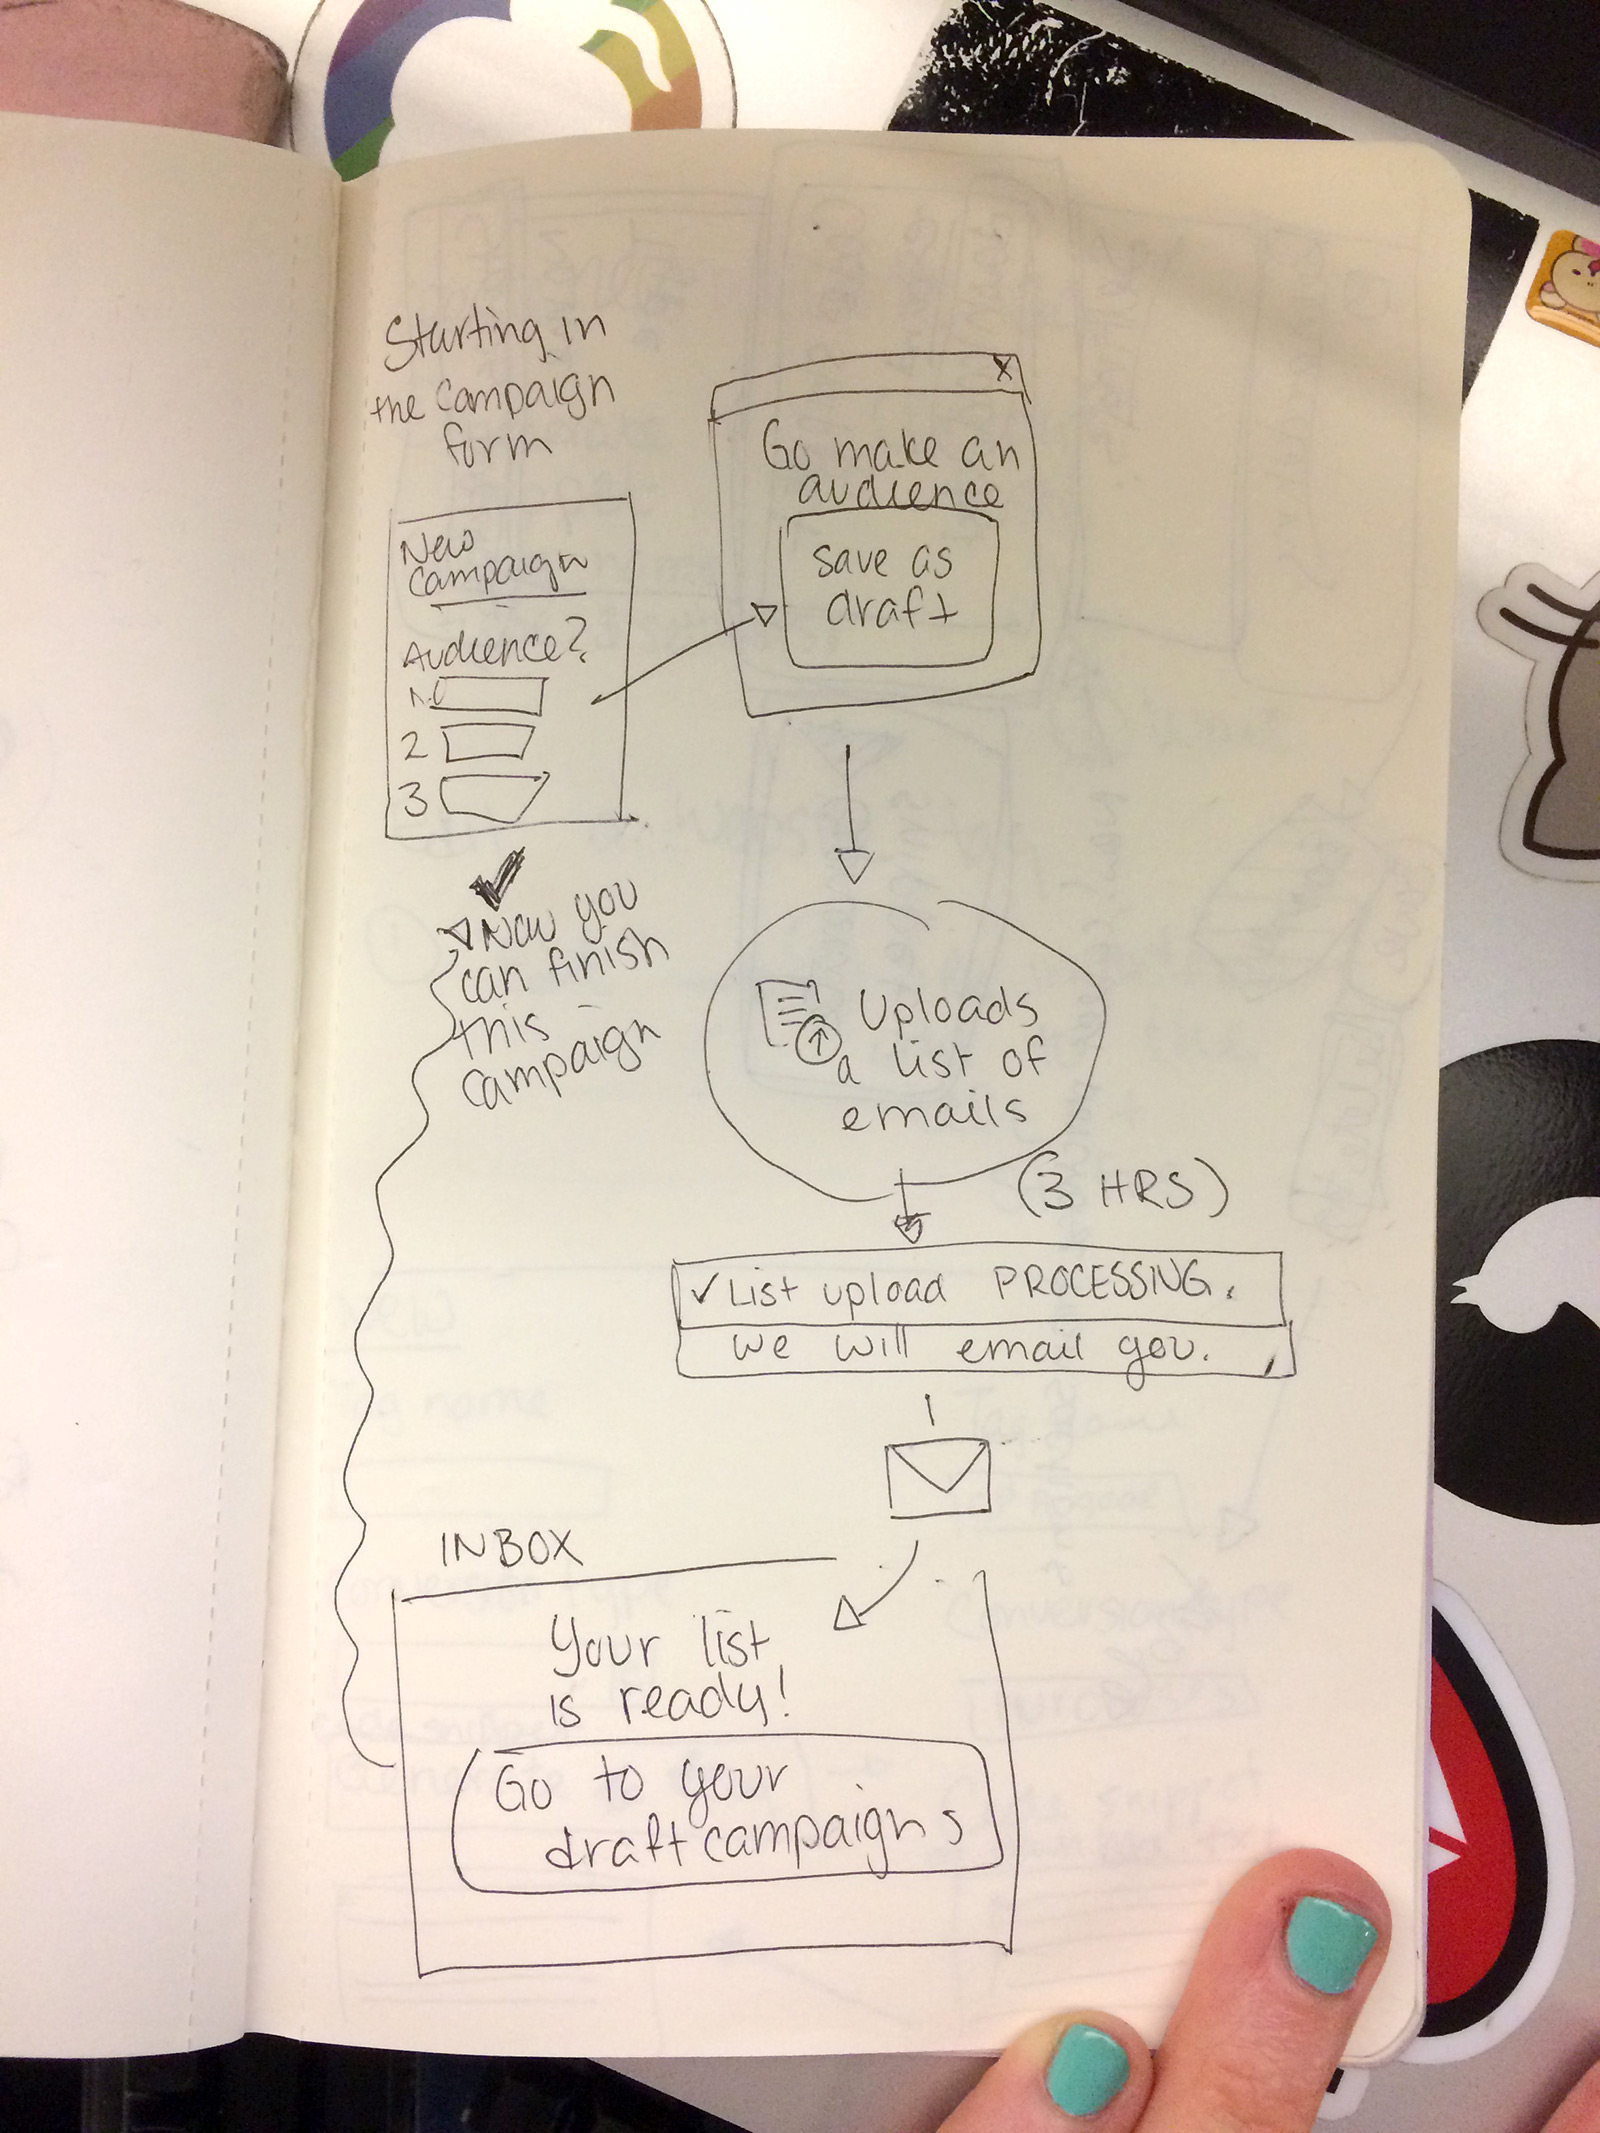 Starting in
the campaign
form
New
campaign
Audience?
1.
2
3
X
Go make an
audience
save as
draft
Uploads
a list of
emails
(3 HRS)
✓List upload PROCESSING.
we will email you.
INBOX
Your list
is ready!
Go to your
draft campaigns
✔
Now you
can finish
this
campaign